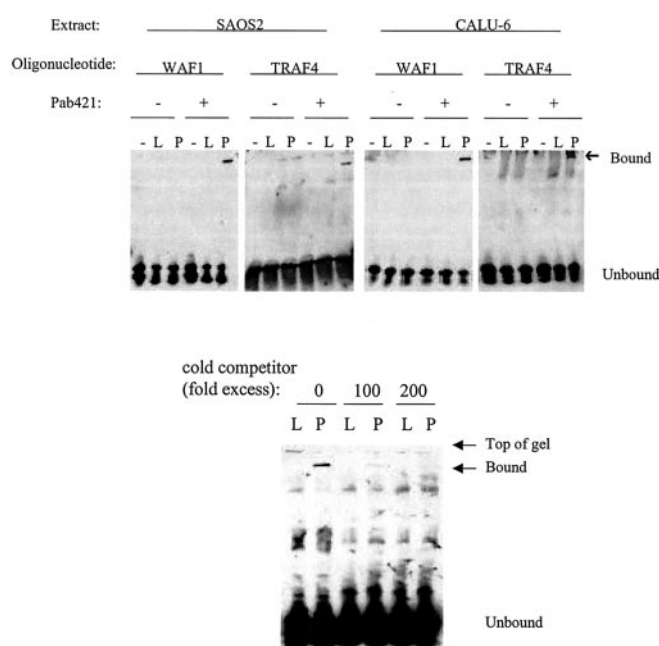 Extract: SAOS2 CALU-6
Oligonucleotide: WAF1 TRAF4 WAF1 TRAF4
Pab421: - + - + - + - +
- L P - L P - L P - L P - L P - L P - L P - L P
Bound
Unbound
cold competitor
(fold excess): 0 100 200
L P L P L P
Top of gel
Bound
Unbound